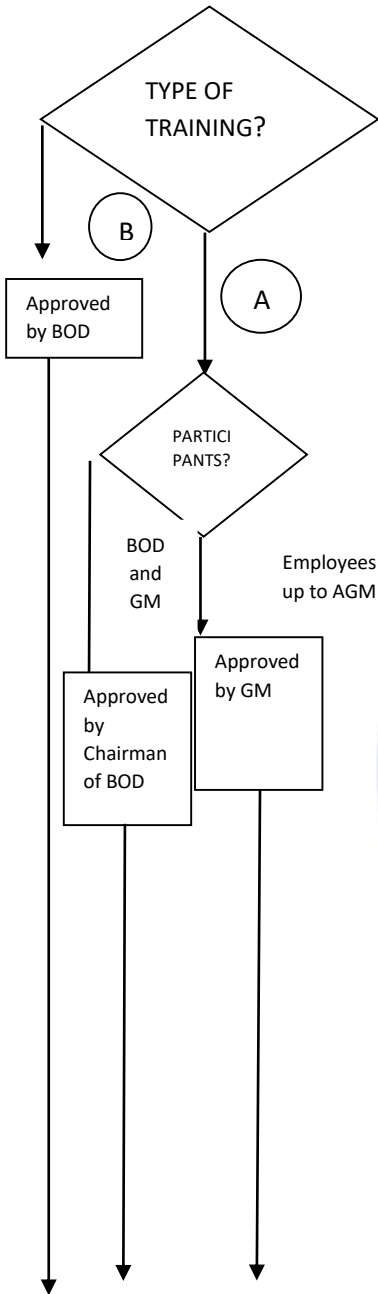 TYPE OF
TRAINING?
B
A
Approved
by BOD
PARTICI
PANTS?
BOD
and
GM
Employees
up to AGM
Approved
by
Chairman
of BOD
Approved
by GM